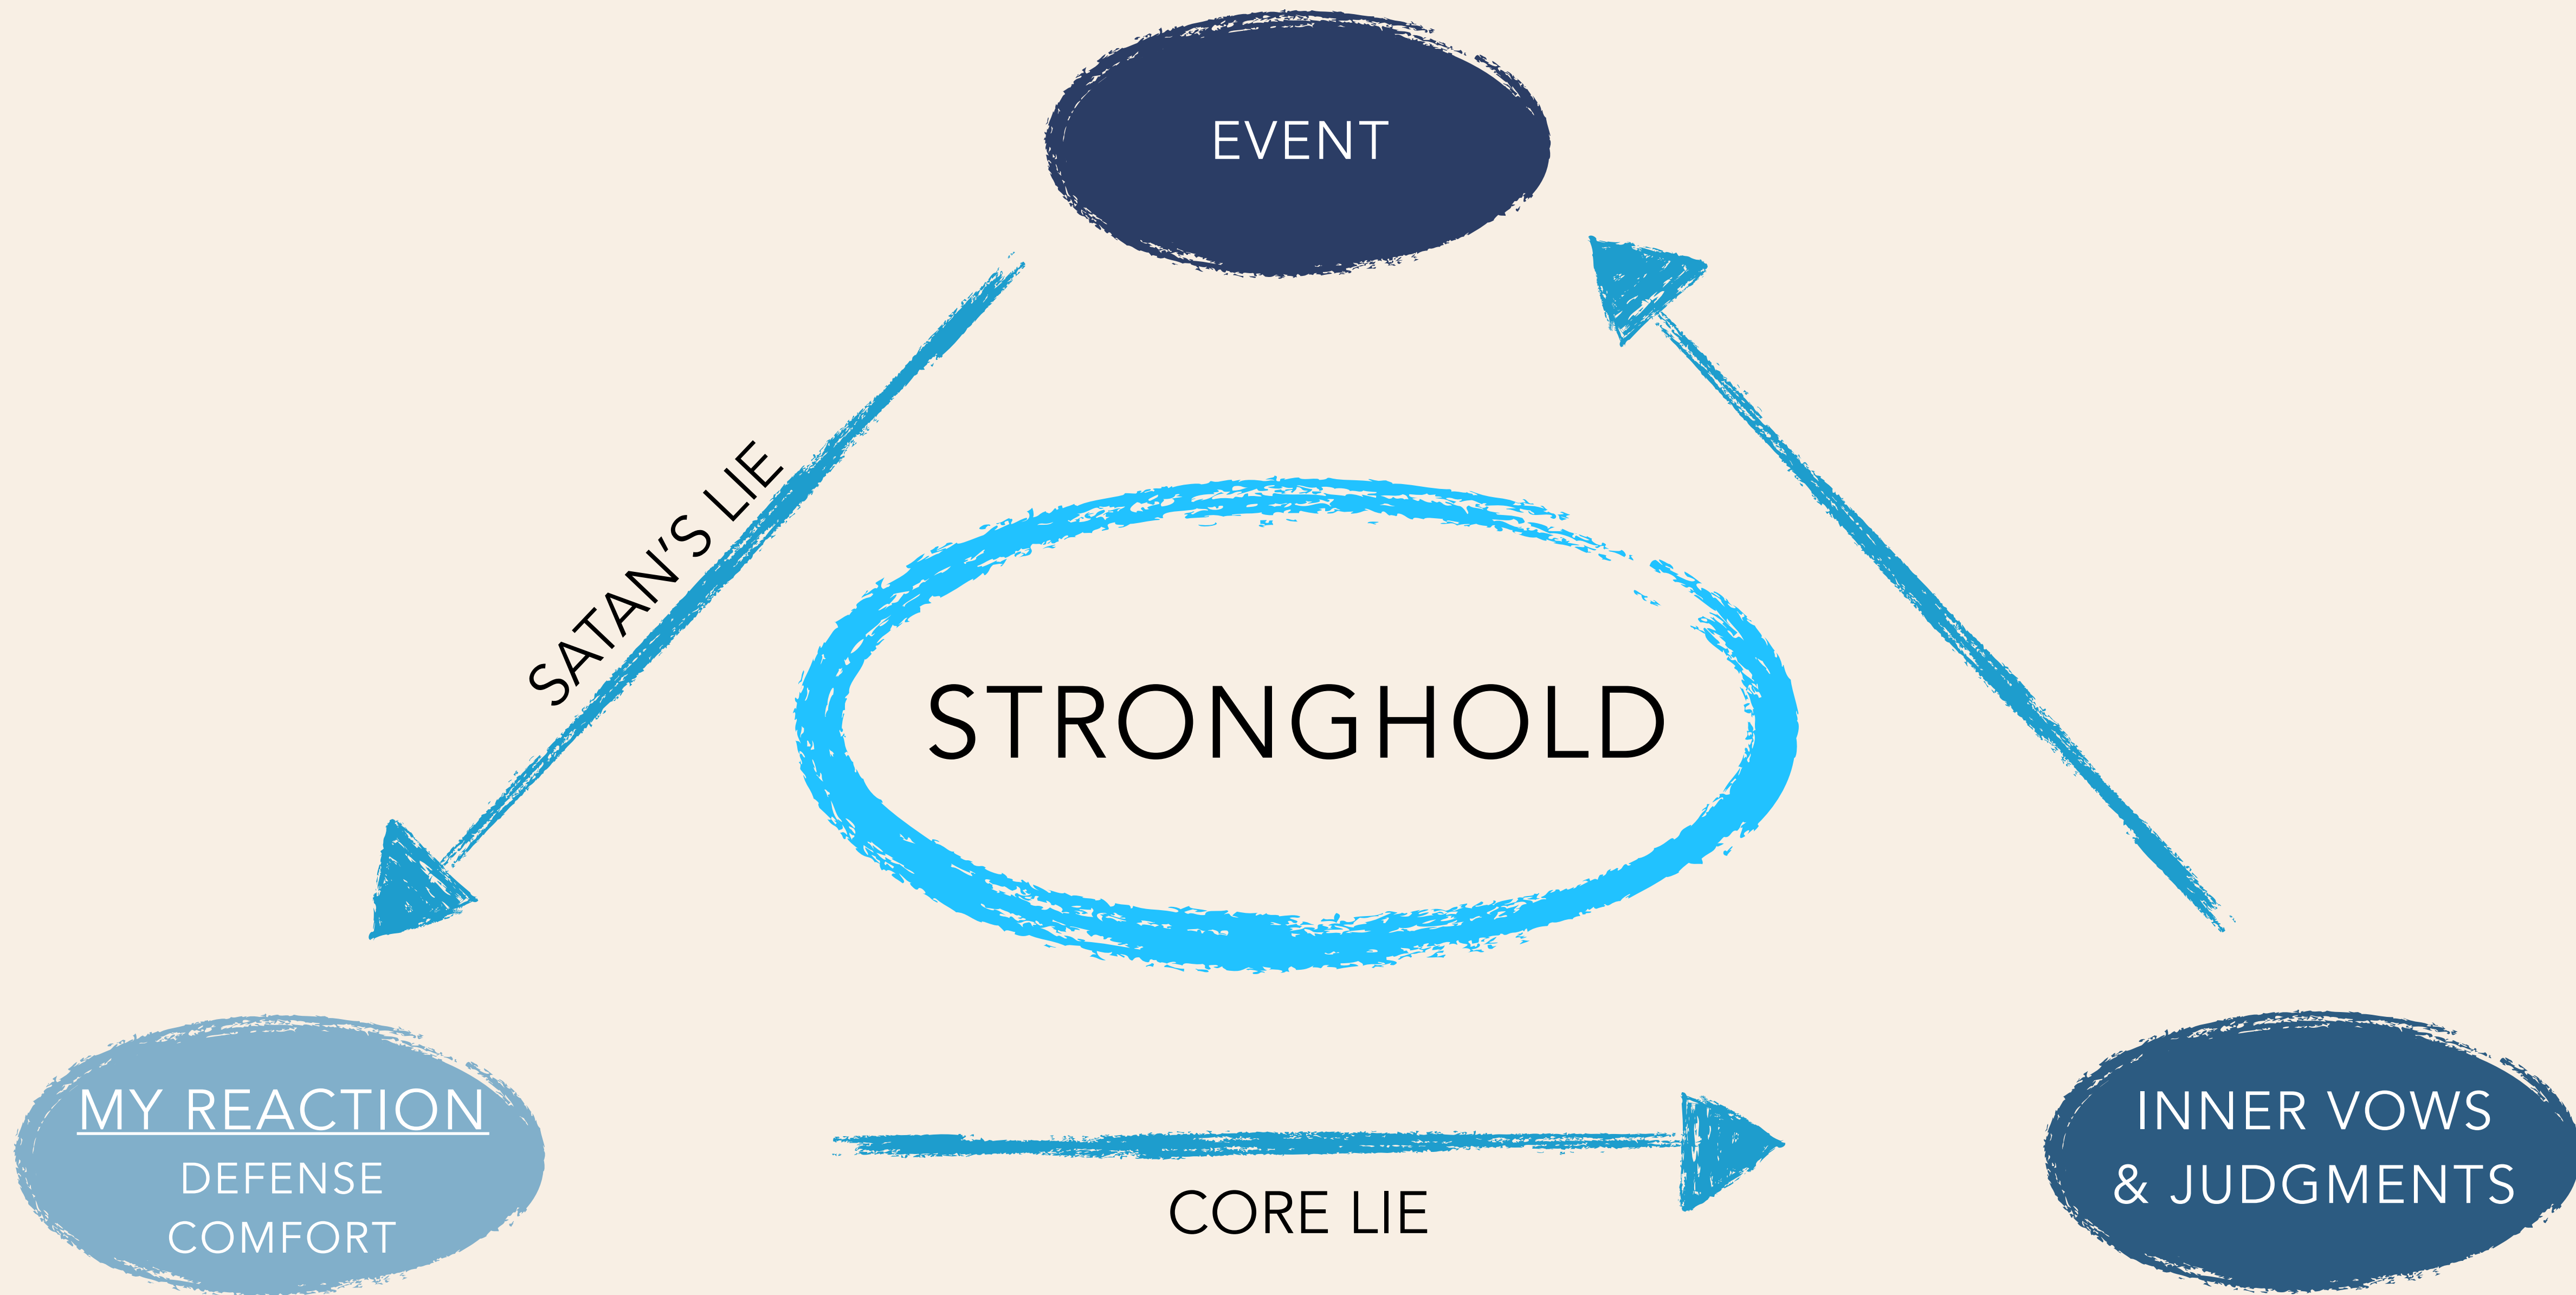 EVENT
SATAN’S LIE
STRONGHOLD
MY REACTION
DEFENSE
COMFORT
CORE LIE
INNER VOWS
& JUDGMENTS